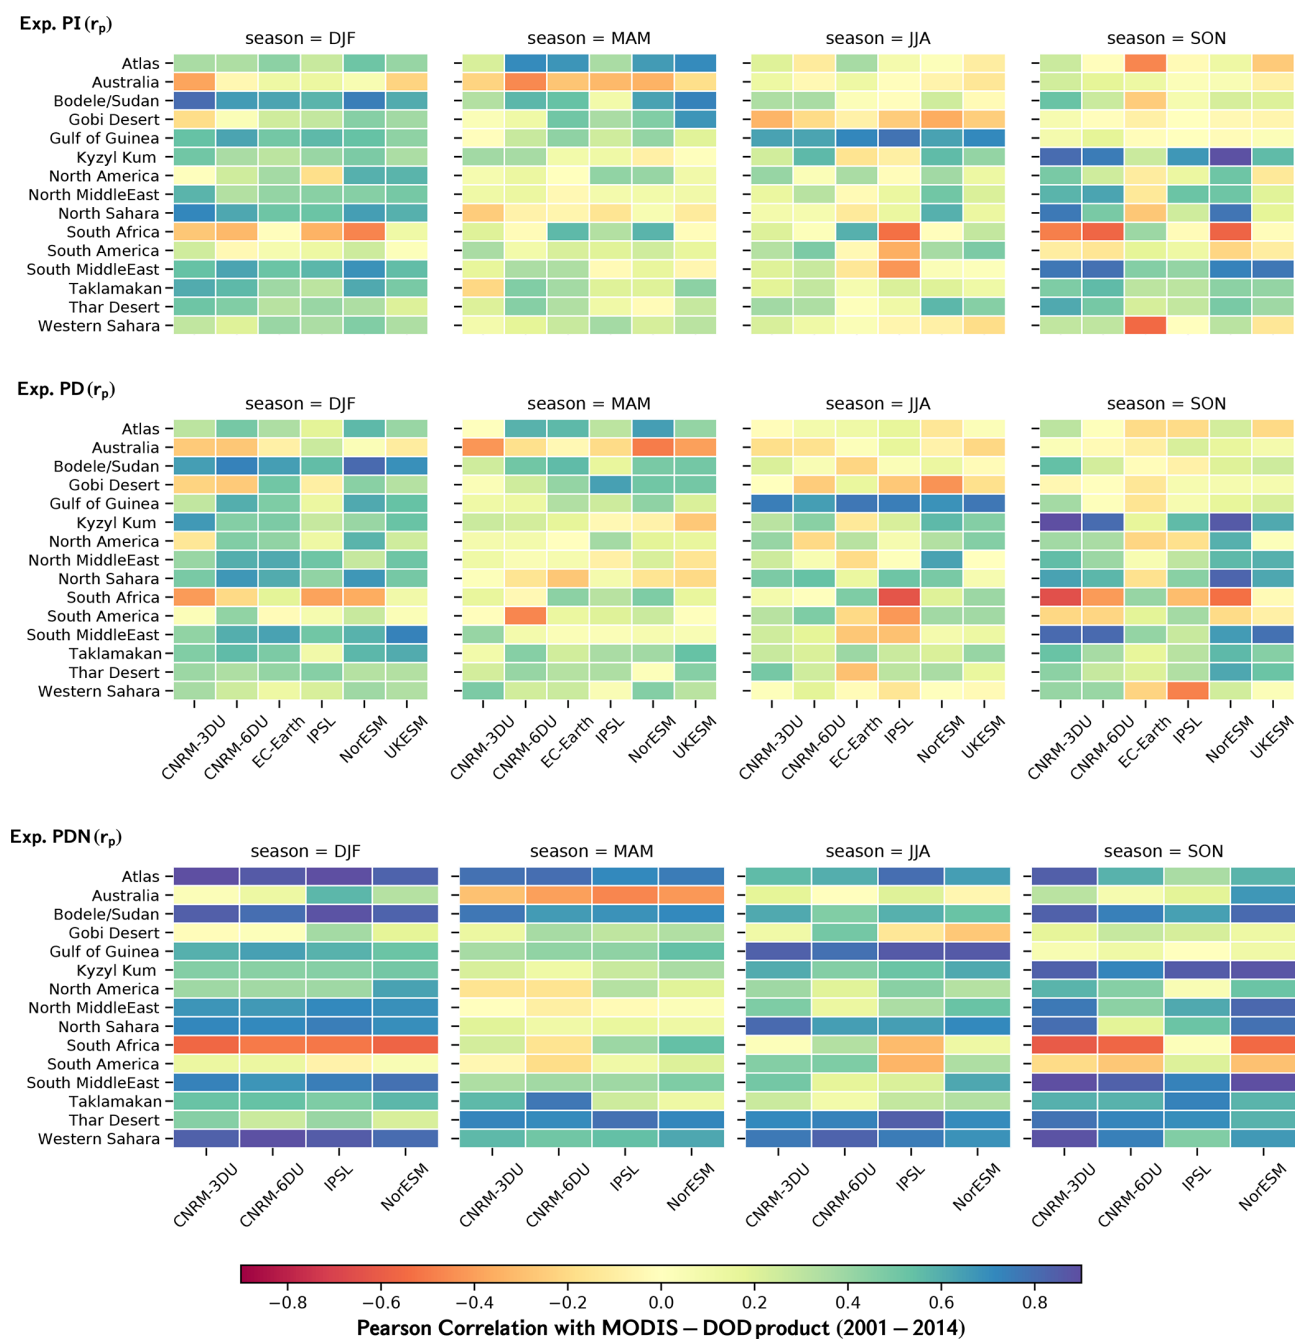 Exp. PI (rp)
season = DJF season = MAM season = JJA season = SON
Atlas
Australia
Bodele/Sudan
Gobi Desert
Gulf of Guinea
Kyzyl Kum
North America
North MiddleEast
North Sahara
South Africa
South America
South MiddleEast
Taklamakan
Thar Desert
Western Sahara
Exp. PD (rp)
season = DJF season = MAM season = JJA season = SON
Atlas
Australia
Bodele/Sudan
Gobi Desert
Gulf of Guinea
Kyzyl Kum
North America
North MiddleEast
North Sahara
South Africa
South America
South MiddleEast
Taklamakan
Thar Desert
Western Sahara
CNRM-3DU CNRM-6DU EC-Earth IPSL NorESM UKESM CNRM-3DU CNRM-6DU EC-Earth IPSL NorESM UKESM CNRM-3DU CNRM-6DU EC-Earth IPSL NorESM UKESM CNRM-3DU CNRM-6DU EC-Earth IPSL NorESM UKESM
Exp. PDN (rp)
season = DJF season = MAM season = JJA season = SON
Atlas
Australia
Bodele/Sudan
Gobi Desert
Gulf of Guinea
Kyzyl Kum
North America
North MiddleEast
North Sahara
South Africa
South America
South MiddleEast
Taklamakan
Thar Desert
Western Sahara
CNRM-3DU CNRM-6DU IPSL NorESM CNRM-3DU CNRM-6DU IPSL NorESM CNRM-3DU CNRM-6DU IPSL NorESM CNRM-3DU CNRM-6DU IPSL NorESM
−0.8 −0.6 −0.4 −0.2 0.0 0.2 0.4 0.6 0.8
Pearson Correlation with MODIS − DOD product (2001 − 2014)